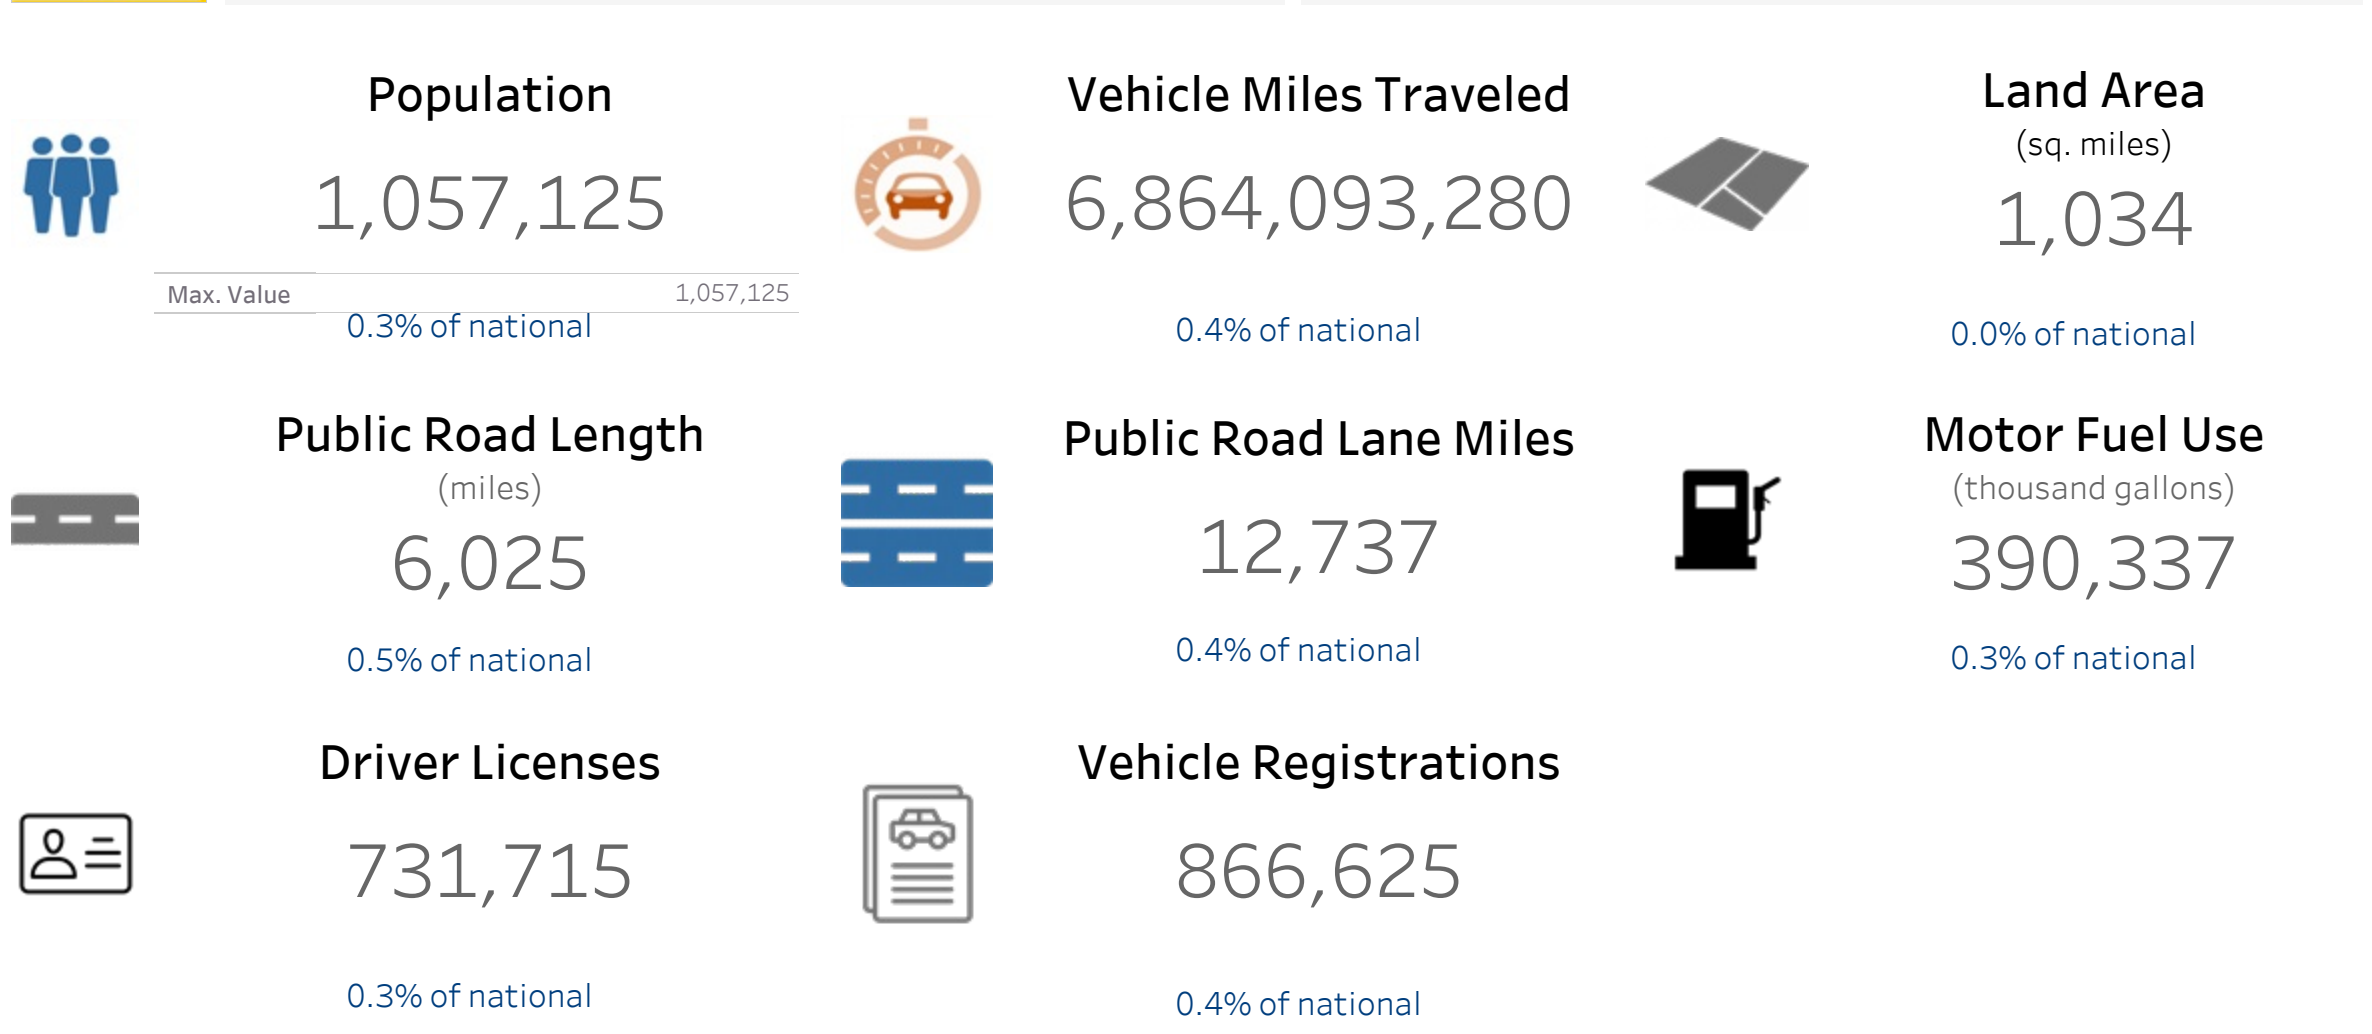 Population
1,057,125
Max. Value 1,057,125
0.3% of national
Vehicle Miles Traveled
6,864,093,280
0.4% of national
Land Area
(sq. miles)
1,034
0.0% of national
Public Road Length
(miles)
6,025
0.5% of national
Public Road Lane Miles
12,737
0.4% of national
Motor Fuel Use
(thousand gallons)
390,337
0.3% of national
Driver Licenses
731,715
0.3% of national
Vehicle Registrations
866,625
0.4% of national